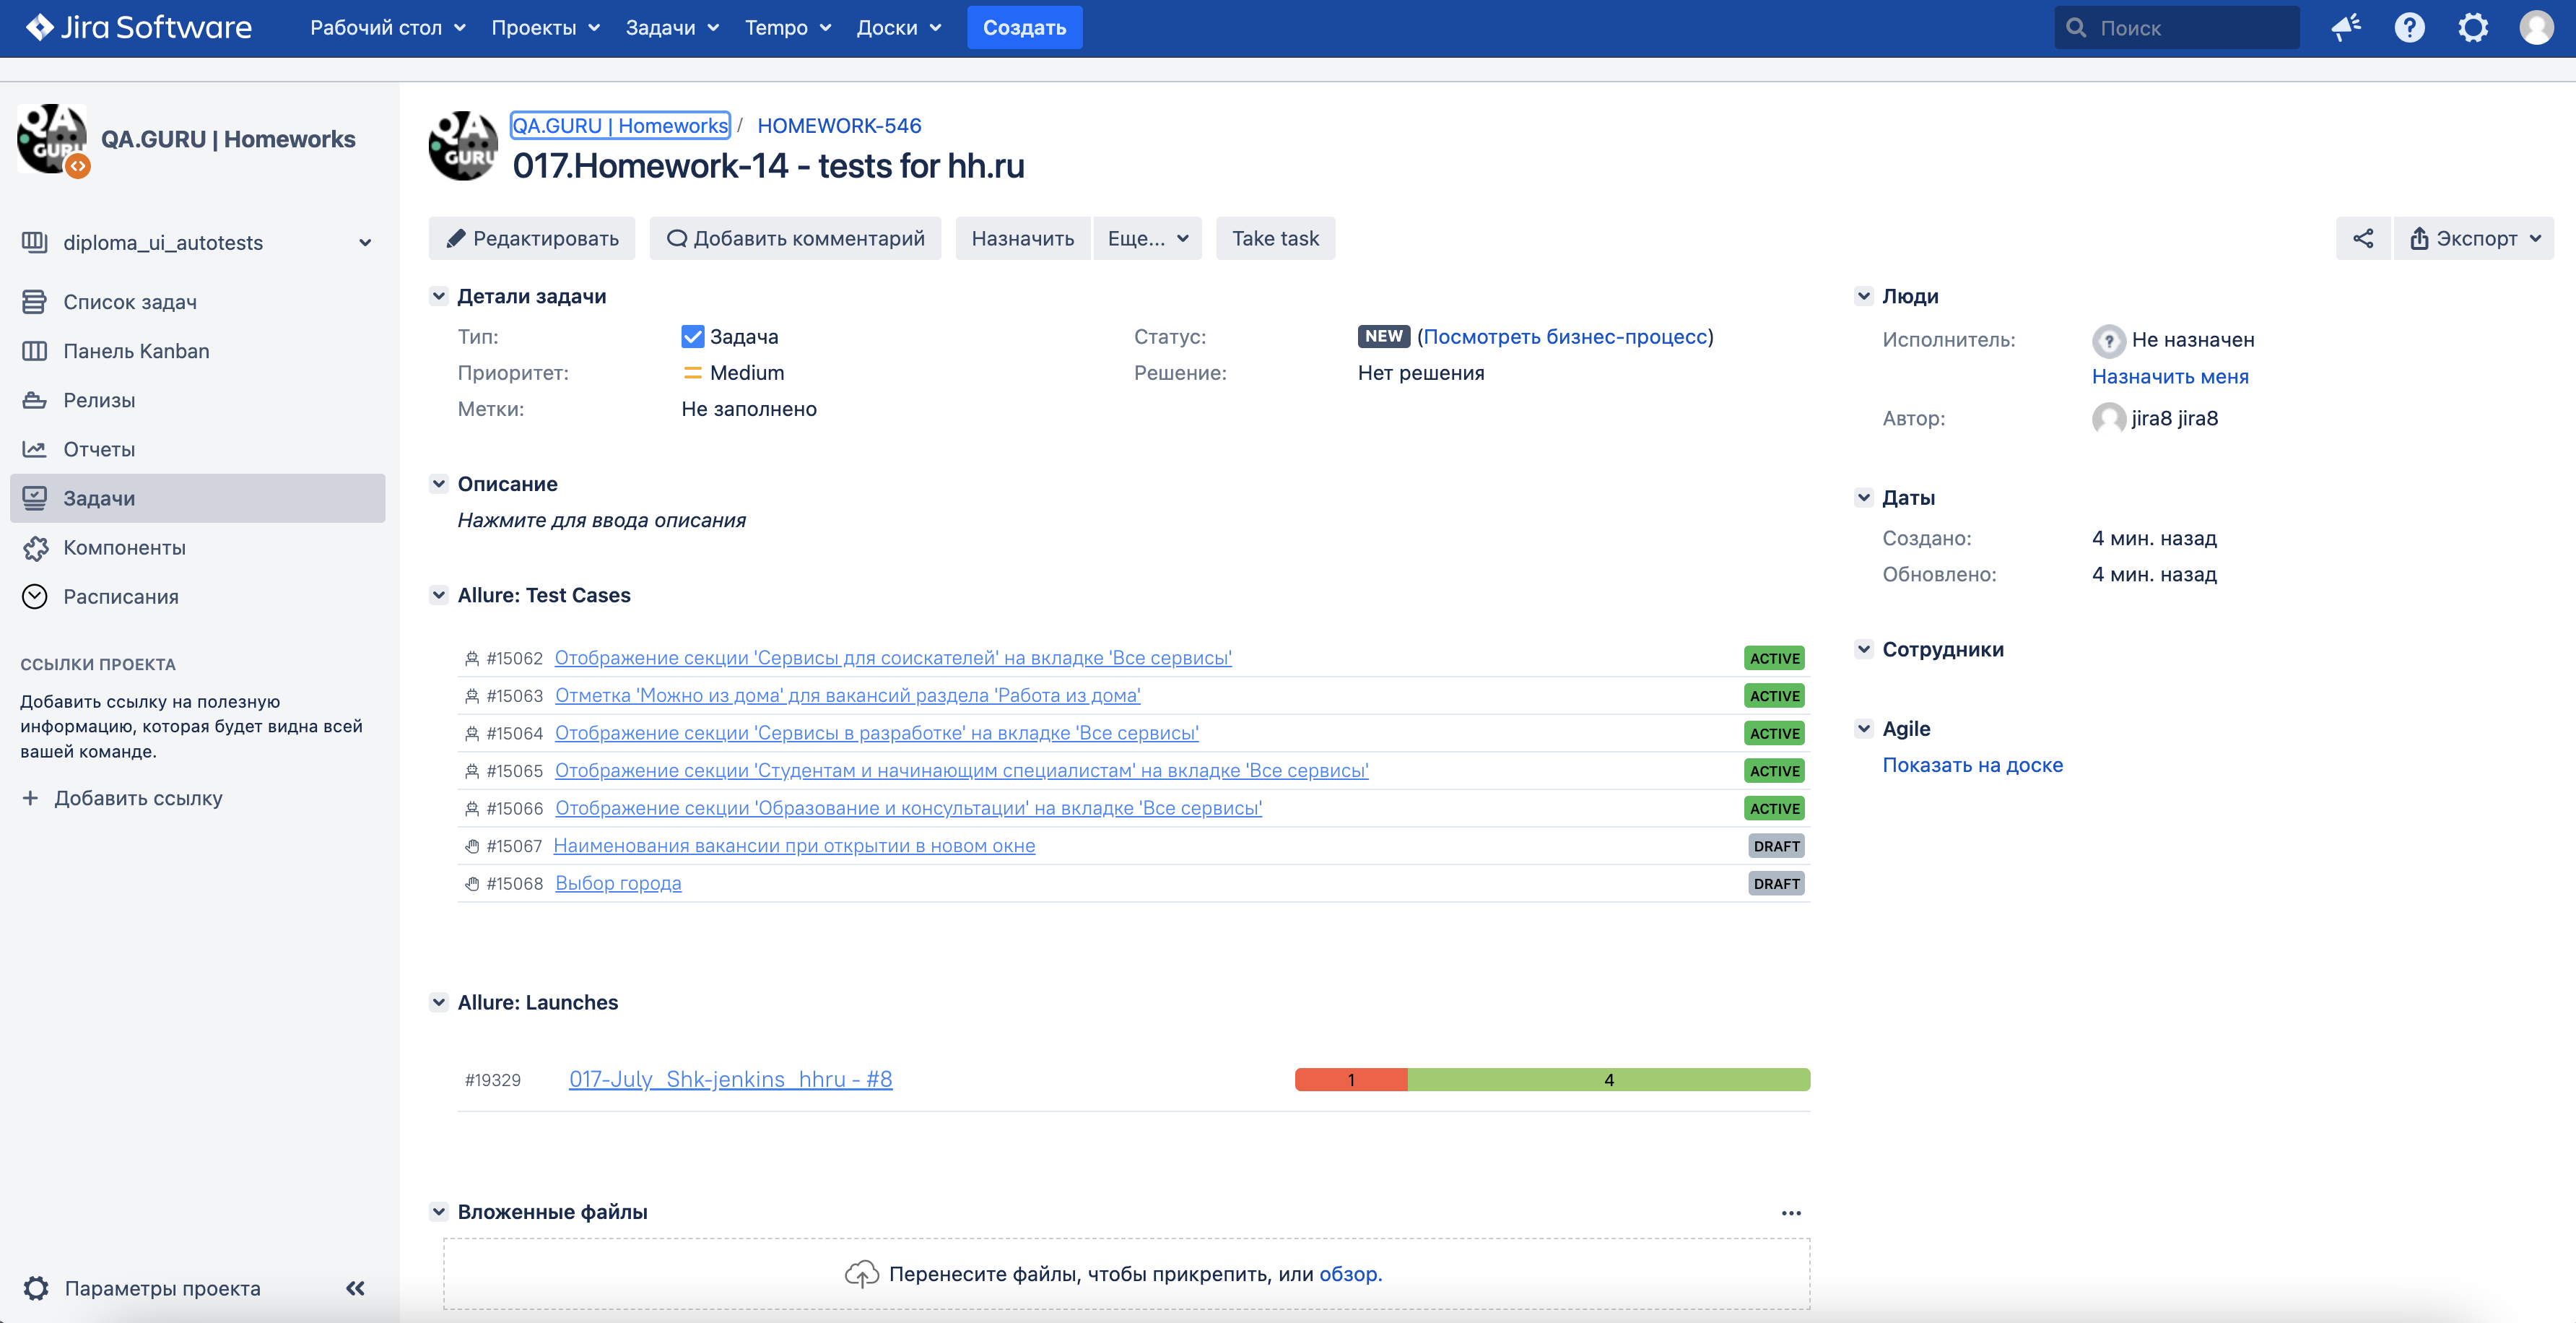 Jira Software
Рабочий стол
Проекты
Задачи
Tempo
Доски
Создать
Поиск
QA GURU
QA.GURU | Homeworks
diploma_ui_autotests
Список задач
Панель Kanban
Релизы
Отчеты
Задачи
Компоненты
Расписания
ССЫЛКИ ПРОЕКТА
Добавить ссылку на полезную
информацию, которая будет видна всей
вашей команде.
+ Добавить ссылку
Параметры проекта
QA GURU
QA.GURU | Homeworks / HOMEWORK-546
017.Homework-14 - tests for hh.ru
Редактировать
Добавить комментарий
Назначить
Еще...
Take task
Экспорт
Детали задачи
Тип: Задача
Приоритет: Medium
Метки: Не заполнено
Статус: NEW (Посмотреть бизнес-процесс)
Решение: Нет решения
Описание
Нажмите для ввода описания
Allure: Test Cases
#15062 Отображение секции 'Сервисы для соискателей' на вкладке 'Все сервисы' ACTIVE
#15063 Отметка 'Можно из дома' для вакансий раздела 'Работа из дома' ACTIVE
#15064 Отображение секции 'Сервисы в разработке' на вкладке 'Все сервисы' ACTIVE
#15065 Отображение секции 'Студентам и начинающим специалистам' на вкладке 'Все сервисы' ACTIVE
#15066 Отображение секции 'Образование и консультации' на вкладке 'Все сервисы' ACTIVE
#15067 Наименования вакансии при открытии в новом окне DRAFT
#15068 Выбор города DRAFT
Allure: Launches
#19329 017-July_Shk-jenkins_hhru - #8 1 4
Вложенные файлы
Перенесите файлы, чтобы прикрепить, или обзор.
Люди
Исполнитель: Не назначен
Назначить меня
Автор: jira8 jira8
Даты
Создано: 4 мин. назад
Обновлено: 4 мин. назад
Сотрудники
Agile
Показать на доске